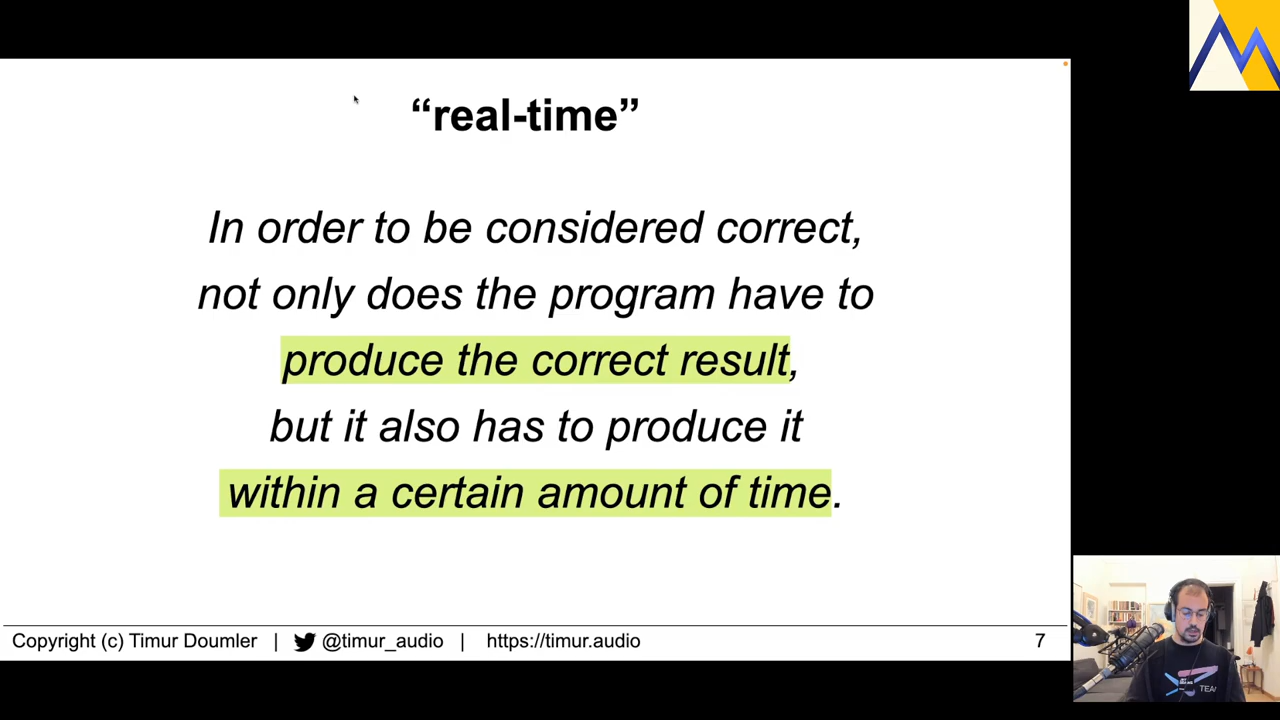 “real-time”
In order to be considered correct,
not only does the program have to
produce the correct result,
but it also has to produce it
within a certain amount of time.
Copyright (c) Timur Doumler | @timur_audio | https://timur.audio 7